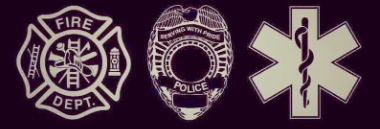 FIRE
DEPT.
SERVING WITH PRIDE
POLICE